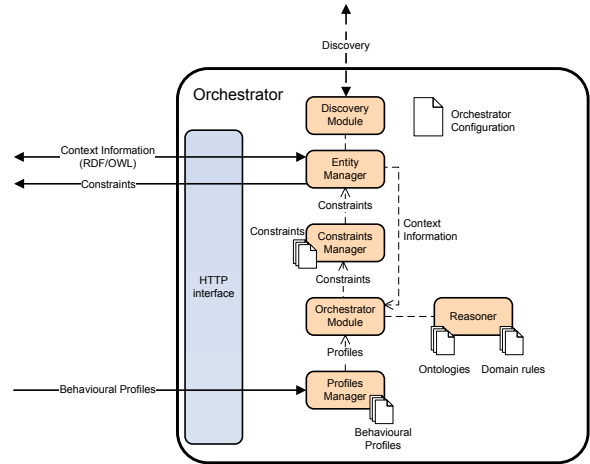 Discovery
Orchestrator
Discovery
Module
Orchestrator
Configuration
Context Information
(RDF/OWL)
Entity
Manager
Constraints
Constraints
Context
Information
Constraints
Constraints
Manager
HTTP
interface
Constraints
Orchestrator
Module
Reasoner
Profiles
Ontologies
Domain rules
Behavioural Profiles
Profiles
Manager
Behavioural
Profiles